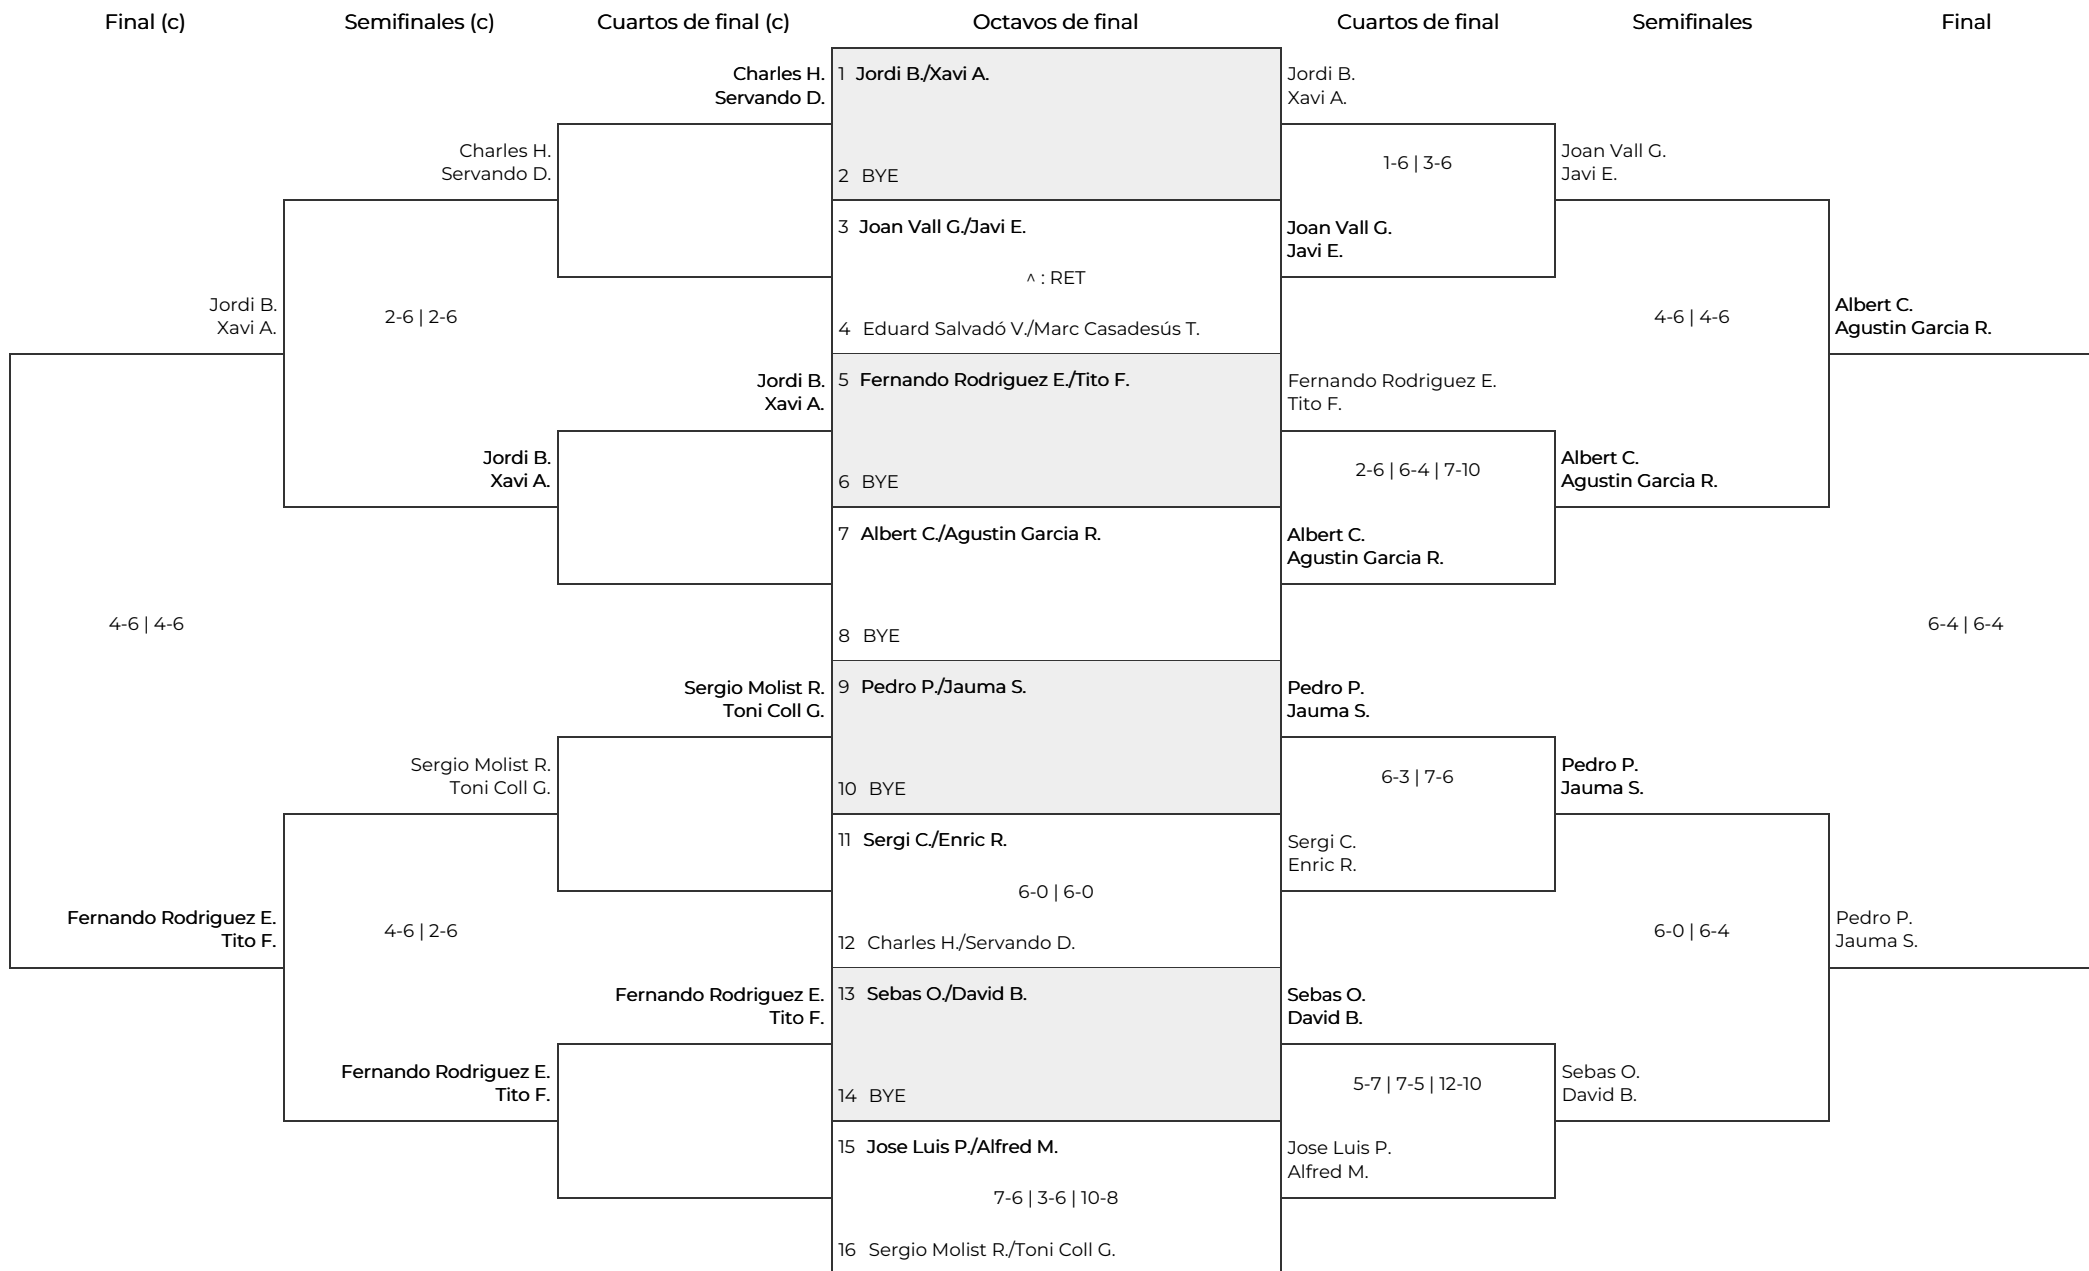 Final (c)
Semifinales (c)
Cuartos de final (c)
Octavos de final
Cuartos de final
Semifinales
Final
Jordi B.
Xavi A.
4-6 | 4-6
Fernando Rodriguez E.
Tito F.
Charles H.
Servando D.
2-6 | 2-6
Jordi B.
Xavi A.
Sergio Molist R.
Toni Coll G.
4-6 | 2-6
Fernando Rodriguez E.
Tito F.
Charles H.
Servando D.
Jordi B.
Xavi A.
Sergio Molist R.
Toni Coll G.
Fernando Rodriguez E.
Tito F.
1 Jordi B./Xavi A.
2 BYE
3 Joan Vall G./Javi E.
^ : RET
4 Eduard Salvadó V./Marc Casadesús T.
5 Fernando Rodriguez E./Tito F.
6 BYE
7 Albert C./Agustin Garcia R.
8 BYE
9 Pedro P./Jauma S.
10 BYE
11 Sergi C./Enric R.
6-0 | 6-0
12 Charles H./Servando D.
13 Sebas O./David B.
14 BYE
15 Jose Luis P./Alfred M.
7-6 | 3-6 | 10-8
16 Sergio Molist R./Toni Coll G.
Jordi B.
Xavi A.
1-6 | 3-6
Joan Vall G.
Javi E.
Fernando Rodriguez E.
Tito F.
2-6 | 6-4 | 7-10
Albert C.
Agustin Garcia R.
Pedro P.
Jauma S.
6-3 | 7-6
Sergi C.
Enric R.
Sebas O.
David B.
5-7 | 7-5 | 12-10
Jose Luis P.
Alfred M.
Joan Vall G.
Javi E.
4-6 | 4-6
Albert C.
Agustin Garcia R.
Pedro P.
Jauma S.
6-0 | 6-4
Sebas O.
David B.
Albert C.
Agustin Garcia R.
6-4 | 6-4
Pedro P.
Jauma S.